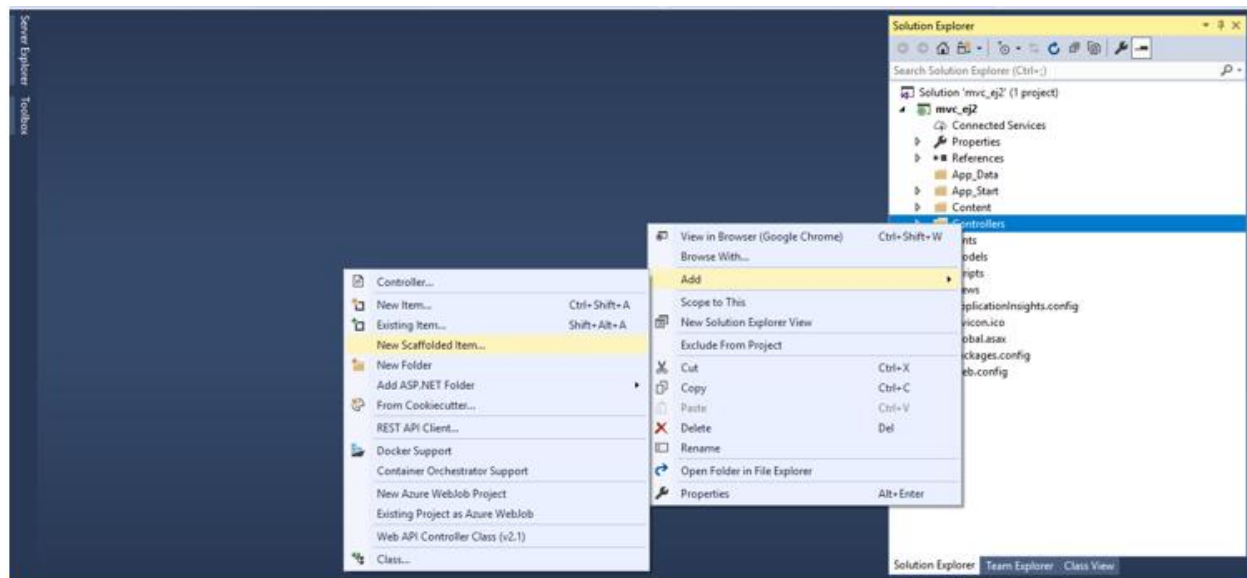 Server Explorer
Toolbox
Solution Explorer
Search Solution Explorer (Ctrl+;)
Solution 'mvc_ej2' (1 project)
mvc_ej2
Connected Services
Properties
References
App_Data
App_Start
Content
Controllers
nts
odels
ripts
ews
pplicationInsights.config
vicon.ico
obal.asax
ckages.config
eb.config
View in Browser (Google Chrome) Ctrl+Shift+W
Browse With...
Add
Scope to This
New Solution Explorer View
Exclude From Project
Cut Ctrl+X
Copy Ctrl+C
Paste Ctrl+V
Delete Del
Rename
Open Folder in File Explorer
Properties Alt+Enter
Controller...
New Item... Ctrl+Shift+A
Existing Item... Shift+Alt+A
New Scaffolded Item...
New Folder
Add ASP.NET Folder
From Cookiecutter...
REST API Client...
Docker Support
Container Orchestrator Support
New Azure WebJob Project
Existing Project as Azure WebJob
Web API Controller Class (v2.1)
Class...
Solution Explorer Team Explorer Class View